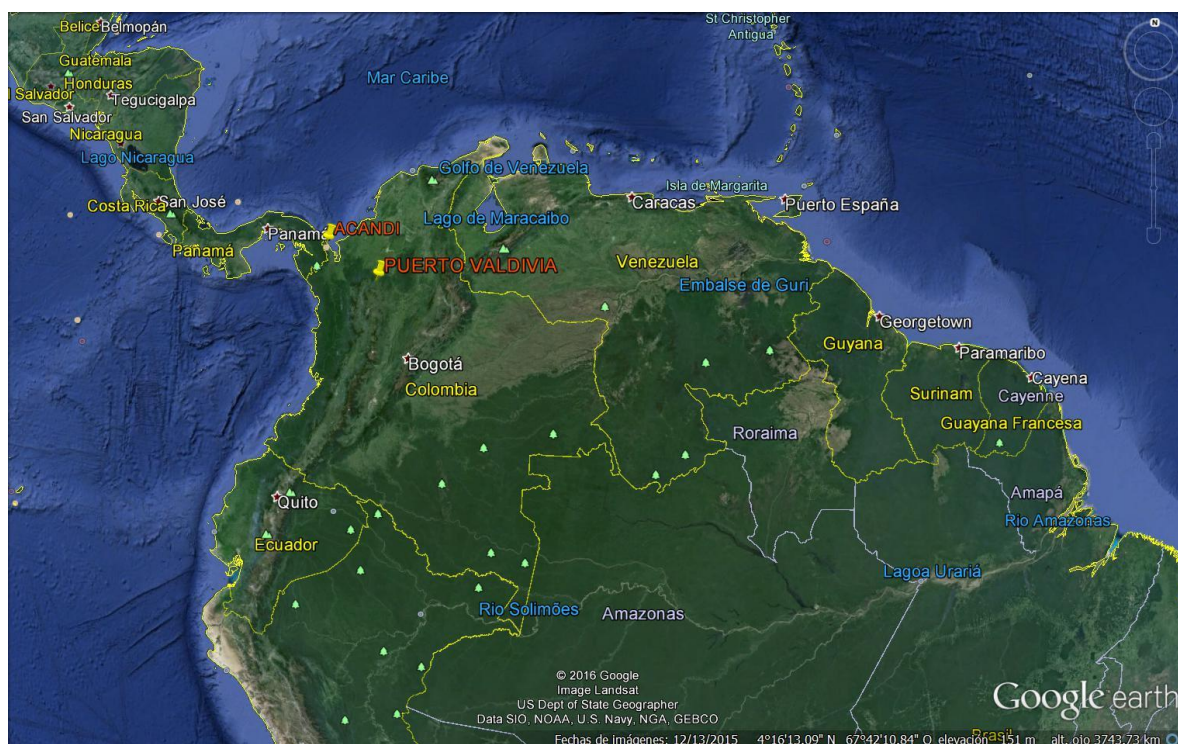 St Christopher
Antigua
Belice
Belmopán
Guatemala
Mar Caribe
Honduras
l Salvador
Tegucigalpa
San Salvador
Nicaragua
Lago Nicaragua
Golfo de Venezuela
Isla de Margarita
San José
Costa Rica
Caracas
Puerto España
Lago de Maracaibo
ACANDI
Panamá
Panamá
PUERTO VALDIVIA
Venezuela
Embalse de Guri
Georgetown
Guyana
Paramaribo
Bogotá
Cayena
Colombia
Surinam
Cayenne
Guayana Francesa
Roraima
Quito
Amapá
Rio Amazonas
Ecuador
Lagoa Urariá
Rio Solimões
Amazonas
© 2016 Google
Image Landsat
US Dept of State Geographer
Data SIO, NOAA, U.S. Navy, NGA, GEBCO
Google earth
Brasil
Fechas de imágenes: 12/13/2015 4°16'13.09" N 67°42'10.84" O elevación 151 m alt. ojo 3743.73 km
N